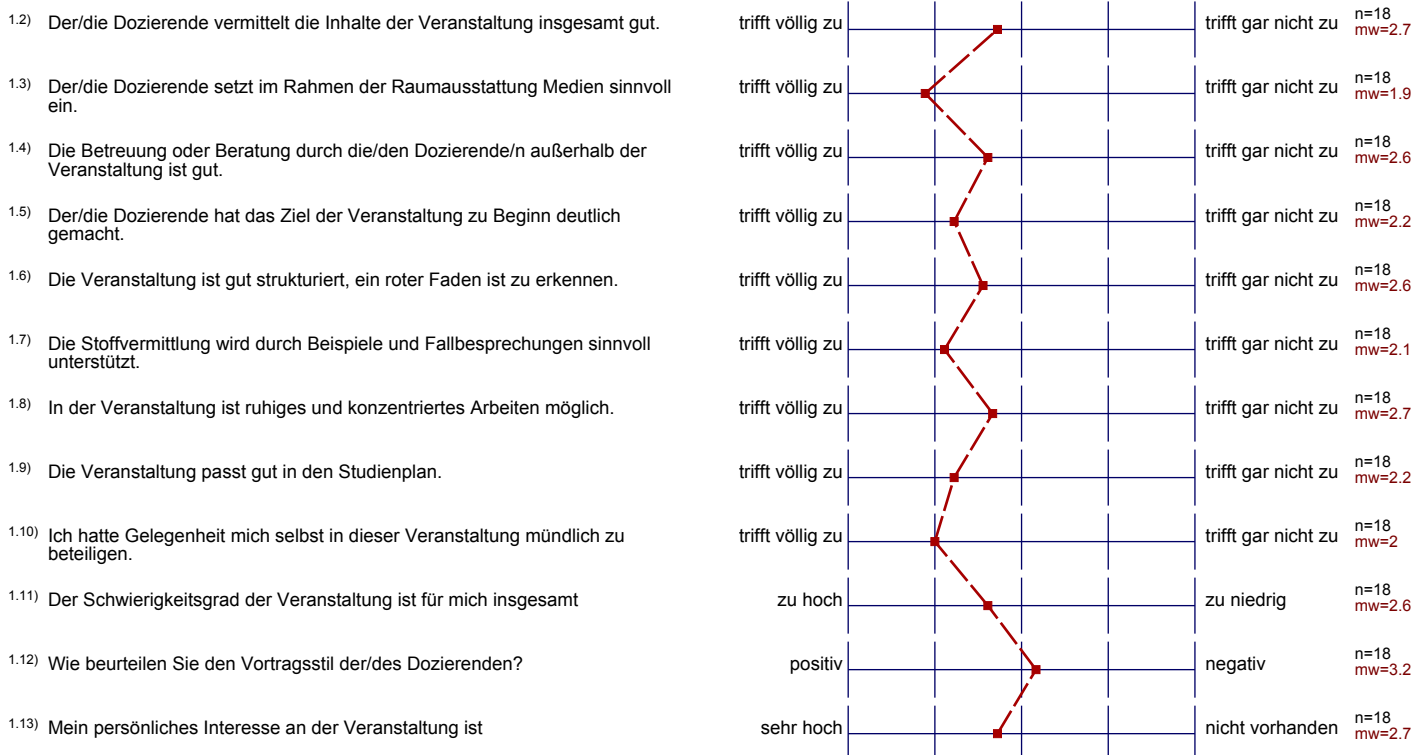 1.2) Der/die Dozierende vermittelt die Inhalte der Veranstaltung insgesamt gut. trifft völlig zu trifft gar nicht zu n=18
mw=2.7
1.3) Der/die Dozierende setzt im Rahmen der Raumausstattung Medien sinnvoll trifft völlig zu trifft gar nicht zu n=18
ein. mw=1.9
1.4) Die Betreuung oder Beratung durch die/den Dozierende/n außerhalb der trifft völlig zu trifft gar nicht zu n=18
Veranstaltung ist gut. mw=2.6
1.5) Der/die Dozierende hat das Ziel der Veranstaltung zu Beginn deutlich trifft völlig zu trifft gar nicht zu n=18
gemacht. mw=2.2
1.6) Die Veranstaltung ist gut strukturiert, ein roter Faden ist zu erkennen. trifft völlig zu trifft gar nicht zu n=18
mw=2.6
1.7) Die Stoffvermittlung wird durch Beispiele und Fallbesprechungen sinnvoll trifft völlig zu trifft gar nicht zu n=18
unterstützt. mw=2.1
1.8) In der Veranstaltung ist ruhiges und konzentriertes Arbeiten möglich. trifft völlig zu trifft gar nicht zu n=18
mw=2.7
1.9) Die Veranstaltung passt gut in den Studienplan. trifft völlig zu trifft gar nicht zu n=18
mw=2.2
1.10) Ich hatte Gelegenheit mich selbst in dieser Veranstaltung mündlich zu trifft völlig zu trifft gar nicht zu n=18
beteiligen. mw=2
1.11) Der Schwierigkeitsgrad der Veranstaltung ist für mich insgesamt zu hoch zu niedrig n=18
mw=2.6
1.12) Wie beurteilen Sie den Vortragsstil der/des Dozierenden? positiv negativ n=18
mw=3.2
1.13) Mein persönliches Interesse an der Veranstaltung ist sehr hoch nicht vorhanden n=18
mw=2.7